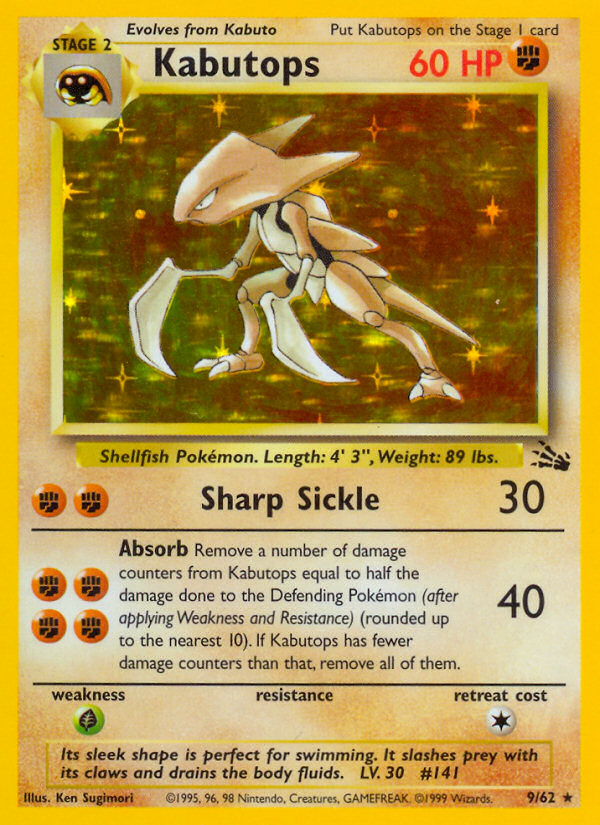 Evolves from Kabuto Put Kabutops on the Stage 1 card
STAGE 2
Kabutops 60 HP
Shellfish Pokémon. Length: 4' 3", Weight: 89 lbs.
Sharp Sickle 30
Absorb Remove a number of damage
counters from Kabutops equal to half the
damage done to the Defending Pokémon (after
applying Weakness and Resistance) (rounded up
to the nearest 10). If Kabutops has fewer
damage counters than that, remove all of them.
40
weakness resistance retreat cost
Its sleek shape is perfect for swimming. It slashes prey with
its claws and drains the body fluids. LV. 30 #141
Illus. Ken Sugimori ©1995, 96, 98 Nintendo, Creatures, GAMEFREAK. ©1999 Wizards. 9/62 ★